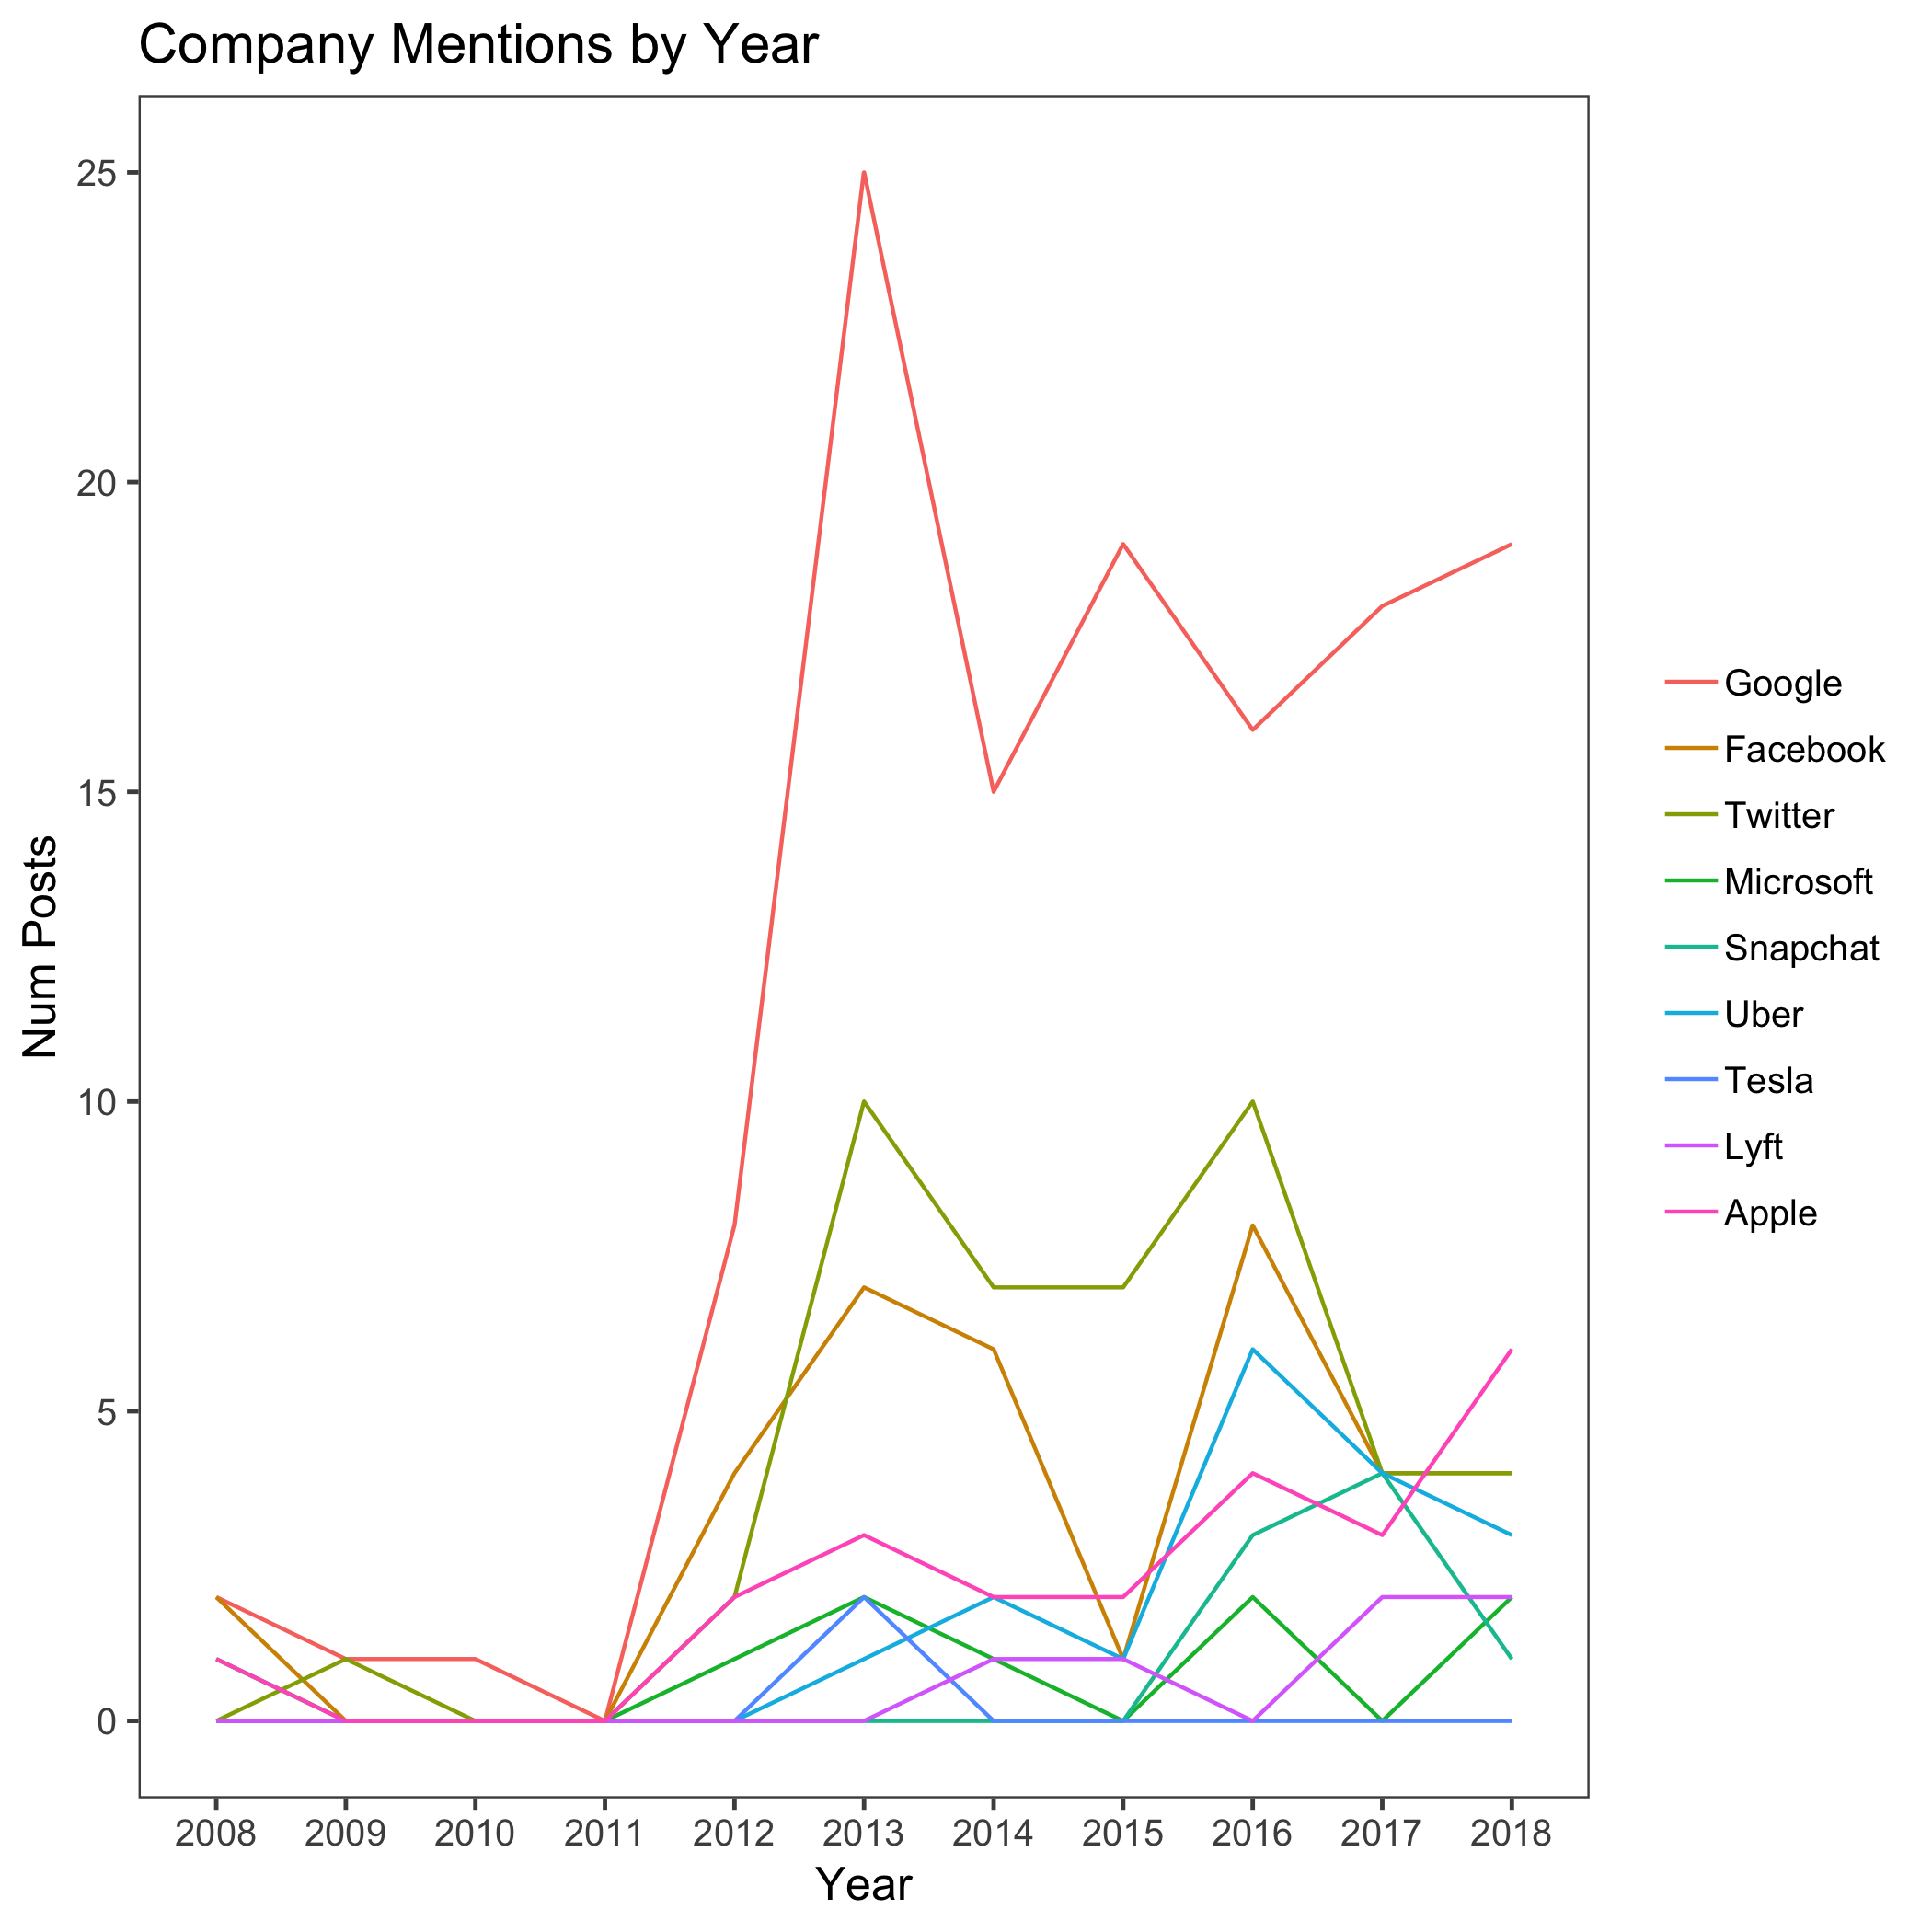 Company Mentions by Year
25
20
15
10
5
0
Num Posts
2008 2009 2010 2011 2012 2013 2014 2015 2016 2017 2018
Year
Google
Facebook
Twitter
Microsoft
Snapchat
Uber
Tesla
Lyft
Apple